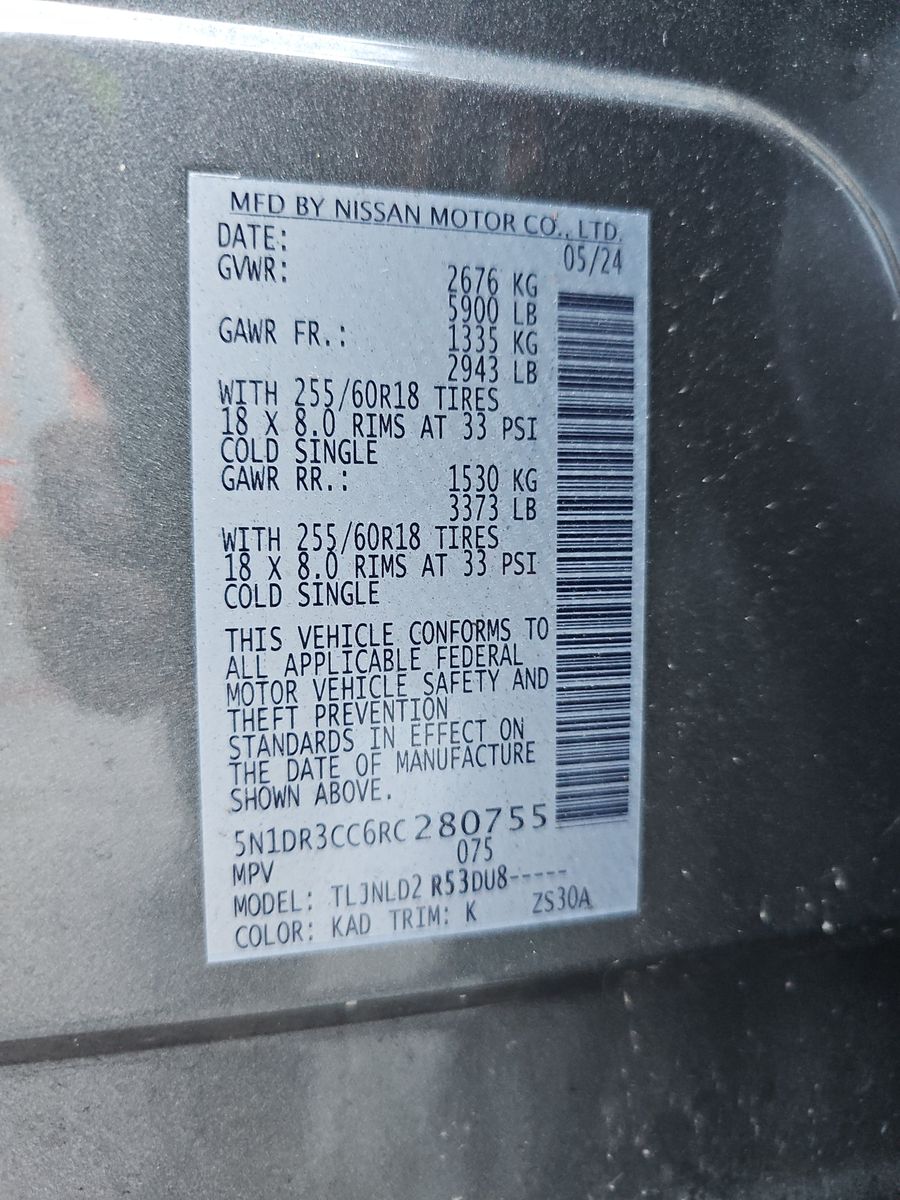 MFD BY NISSAN MOTOR CO., LTD.
DATE: 05/24
GVWR: 2676 KG
5900 LB
GAWR FR.: 1335 KG
2943 LB
WITH 255/60R18 TIRES
18 X 8.0 RIMS AT 33 PSI
COLD SINGLE
GAWR RR.: 1530 KG
3373 LB
WITH 255/60R18 TIRES
18 X 8.0 RIMS AT 33 PSI
COLD SINGLE
THIS VEHICLE CONFORMS TO
ALL APPLICABLE FEDERAL
MOTOR VEHICLE SAFETY AND
THEFT PREVENTION
STANDARDS IN EFFECT ON
THE DATE OF MANUFACTURE
SHOWN ABOVE.
5N1DR3CC6RC280755
MPV 075
MODEL: TLJNLD2 R53DU8-----
COLOR: KAD TRIM: K ZS30A